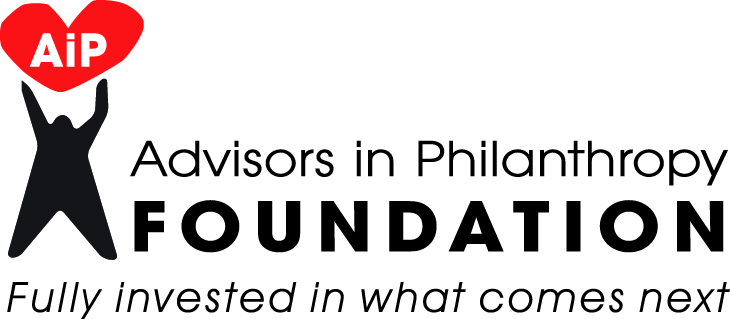 AiP
Advisors in Philanthropy
FOUNDATION
Fully invested in what comes next